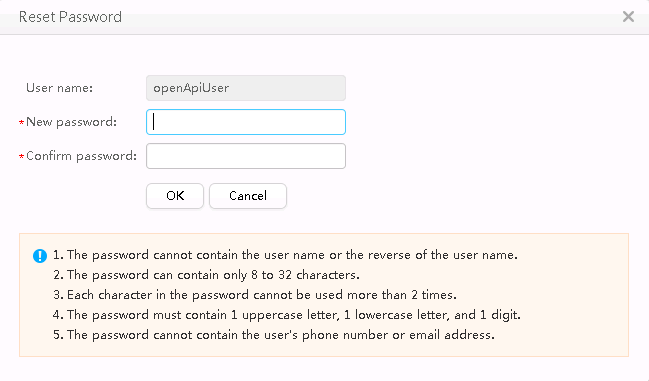 Reset Password
User name: openApiUser
*New password:
*Confirm password:
OK Cancel
1. The password cannot contain the user name or the reverse of the user name.
2. The password can contain only 8 to 32 characters.
3. Each character in the password cannot be used more than 2 times.
4. The password must contain 1 uppercase letter, 1 lowercase letter, and 1 digit.
5. The password cannot contain the user's phone number or email address.